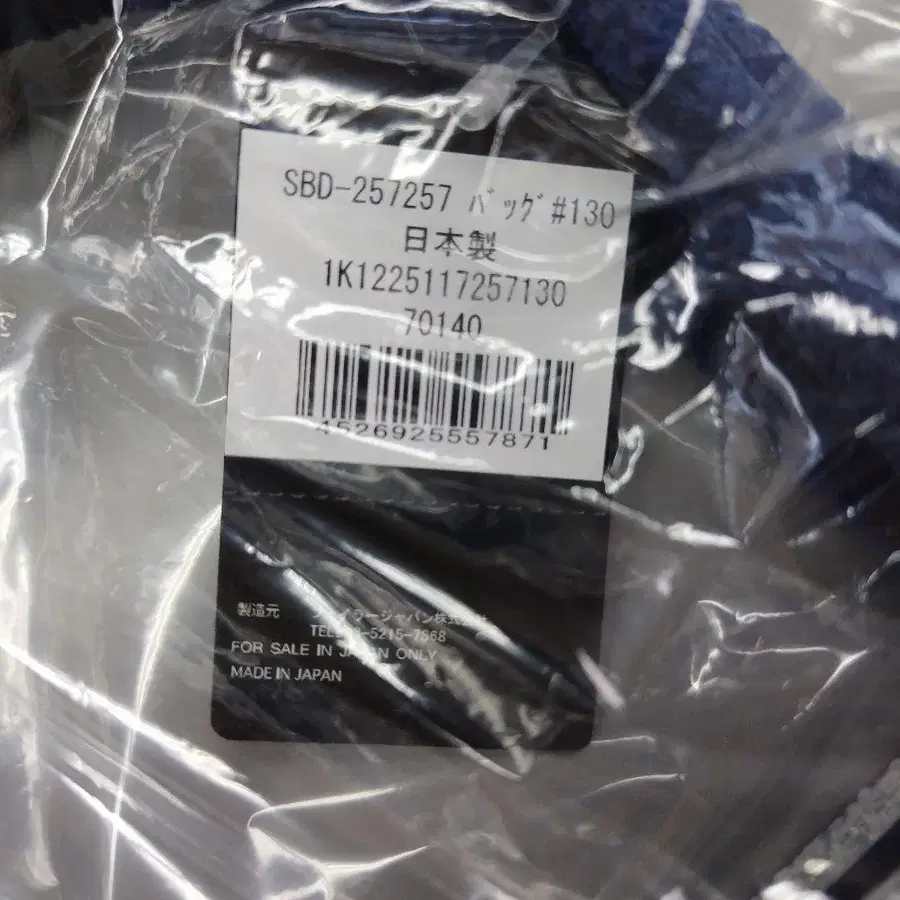 SBD-257257 バッグ #130
日本製
1K1225117257130
70140
4526925557871
製造元
FOR SALE IN JAPAN ONLY
MADE IN JAPAN